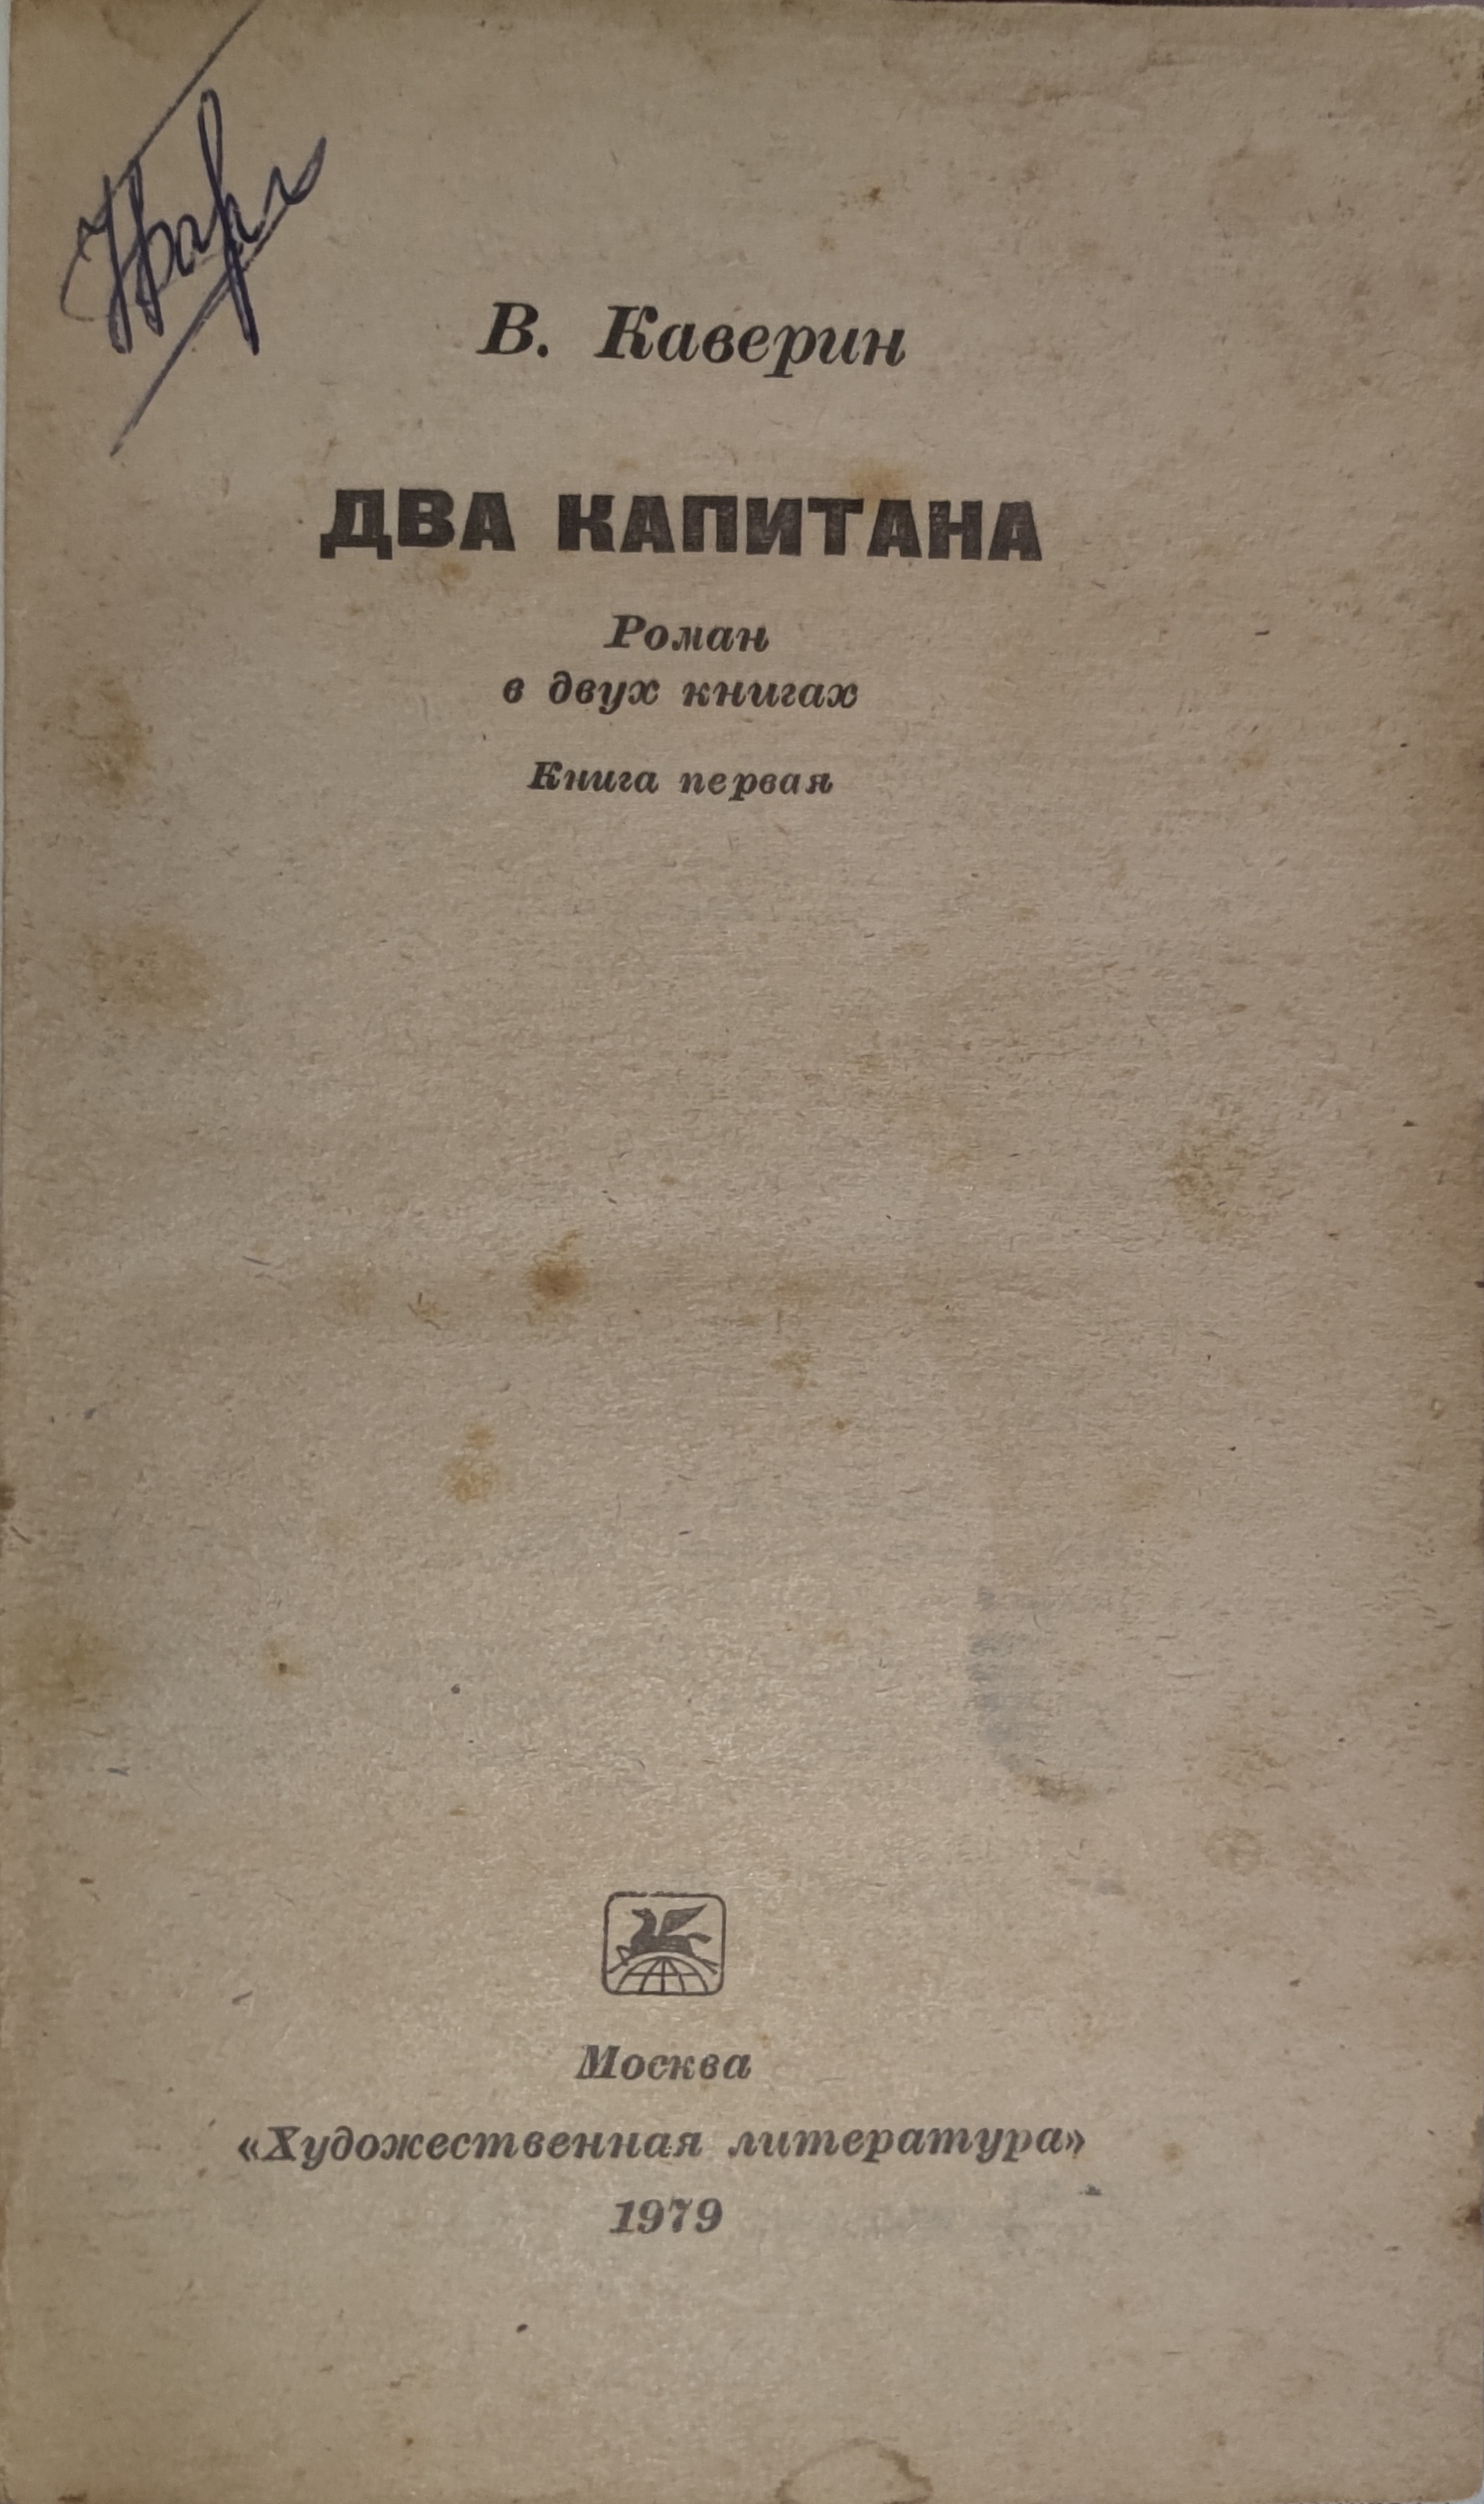 В. Каверин
ДВА КАПИТАНА
Роман
в двух книгах
Книга первая
Москва
«Художественная литература»
1979